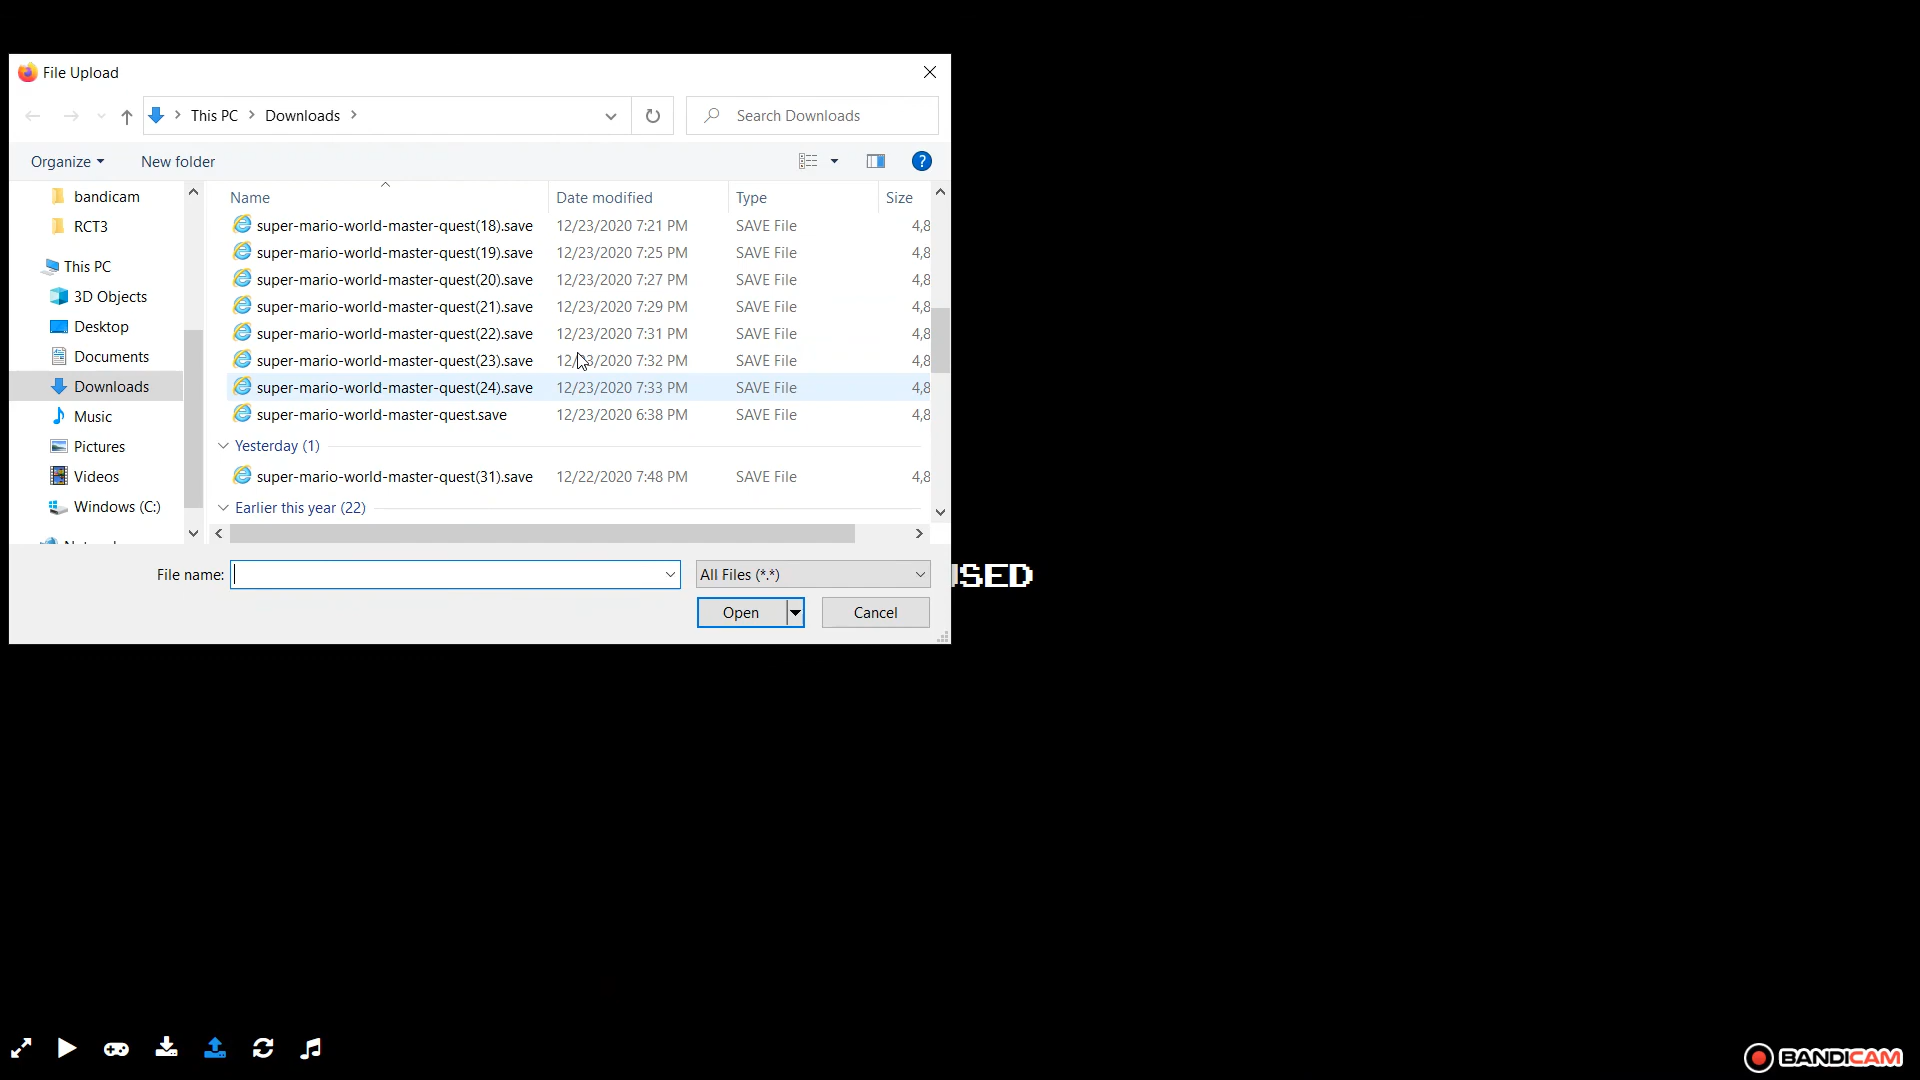 File Upload
This PC > Downloads >
Search Downloads
Organize
New folder
bandicam
RCT3
This PC
3D Objects
Desktop
Documents
Downloads
Music
Pictures
Videos
Windows (C:)
Name Date modified Type Size
super-mario-world-master-quest(18).save 12/23/2020 7:21 PM SAVE File 4,8
super-mario-world-master-quest(19).save 12/23/2020 7:25 PM SAVE File 4,8
super-mario-world-master-quest(20).save 12/23/2020 7:27 PM SAVE File 4,8
super-mario-world-master-quest(21).save 12/23/2020 7:29 PM SAVE File 4,8
super-mario-world-master-quest(22).save 12/23/2020 7:31 PM SAVE File 4,8
super-mario-world-master-quest(23).save 12/23/2020 7:32 PM SAVE File 4,8
super-mario-world-master-quest(24).save 12/23/2020 7:33 PM SAVE File 4,8
super-mario-world-master-quest.save 12/23/2020 6:38 PM SAVE File 4,8
Yesterday (1)
super-mario-world-master-quest(31).save 12/22/2020 7:48 PM SAVE File 4,8
Earlier this year (22)
File name:
All Files (*.*)
Open
Cancel
SED
BANDICAM